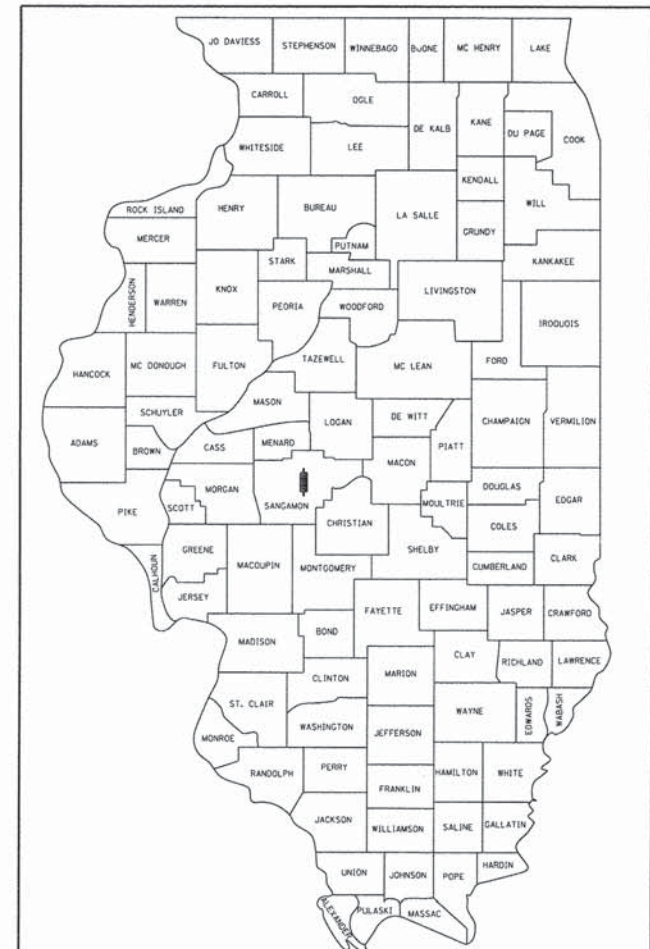 JO DAVIESS
STEPHENSON
WINNEBAGO
BOONE
MC HENRY
LAKE
CARROLL
OGLE
DE KALB
KANE
DU PAGE
COOK
WHITESIDE
LEE
KENDALL
WILL
ROCK ISLAND
HENRY
BUREAU
LA SALLE
GRUNDY
MERCER
PUTNAM
STARK
MARSHALL
KANKAKEE
HENDERSON
WARREN
KNOX
PEORIA
WOODFORD
LIVINGSTON
IROQUOIS
HANCOCK
MC DONOUGH
FULTON
TAZEWELL
MC LEAN
FORD
SCHUYLER
MASON
LOGAN
DE WITT
CHAMPAIGN
VERMILION
ADAMS
BROWN
CASS
MENARD
MACON
PIATT
PIKE
SCOTT
MORGAN
SANGAMON
CHRISTIAN
MOULTRIE
DOUGLAS
EDGAR
COLES
CALHOUN
GREENE
MACOUPIN
MONTGOMERY
SHELBY
CUMBERLAND
CLARK
JERSEY
FAYETTE
EFFINGHAM
JASPER
CRAWFORD
MADISON
BOND
CLAY
RICHLAND
LAWRENCE
CLINTON
MARION
ST. CLAIR
WAYNE
EDWARDS
WABASH
MONROE
WASHINGTON
JEFFERSON
RANDOLPH
PERRY
HAMILTON
WHITE
FRANKLIN
JACKSON
WILLIAMSON
SALINE
GALLATIN
UNION
JOHNSON
POPE
HARDIN
ALEXANDER
PULASKI
MASSAC